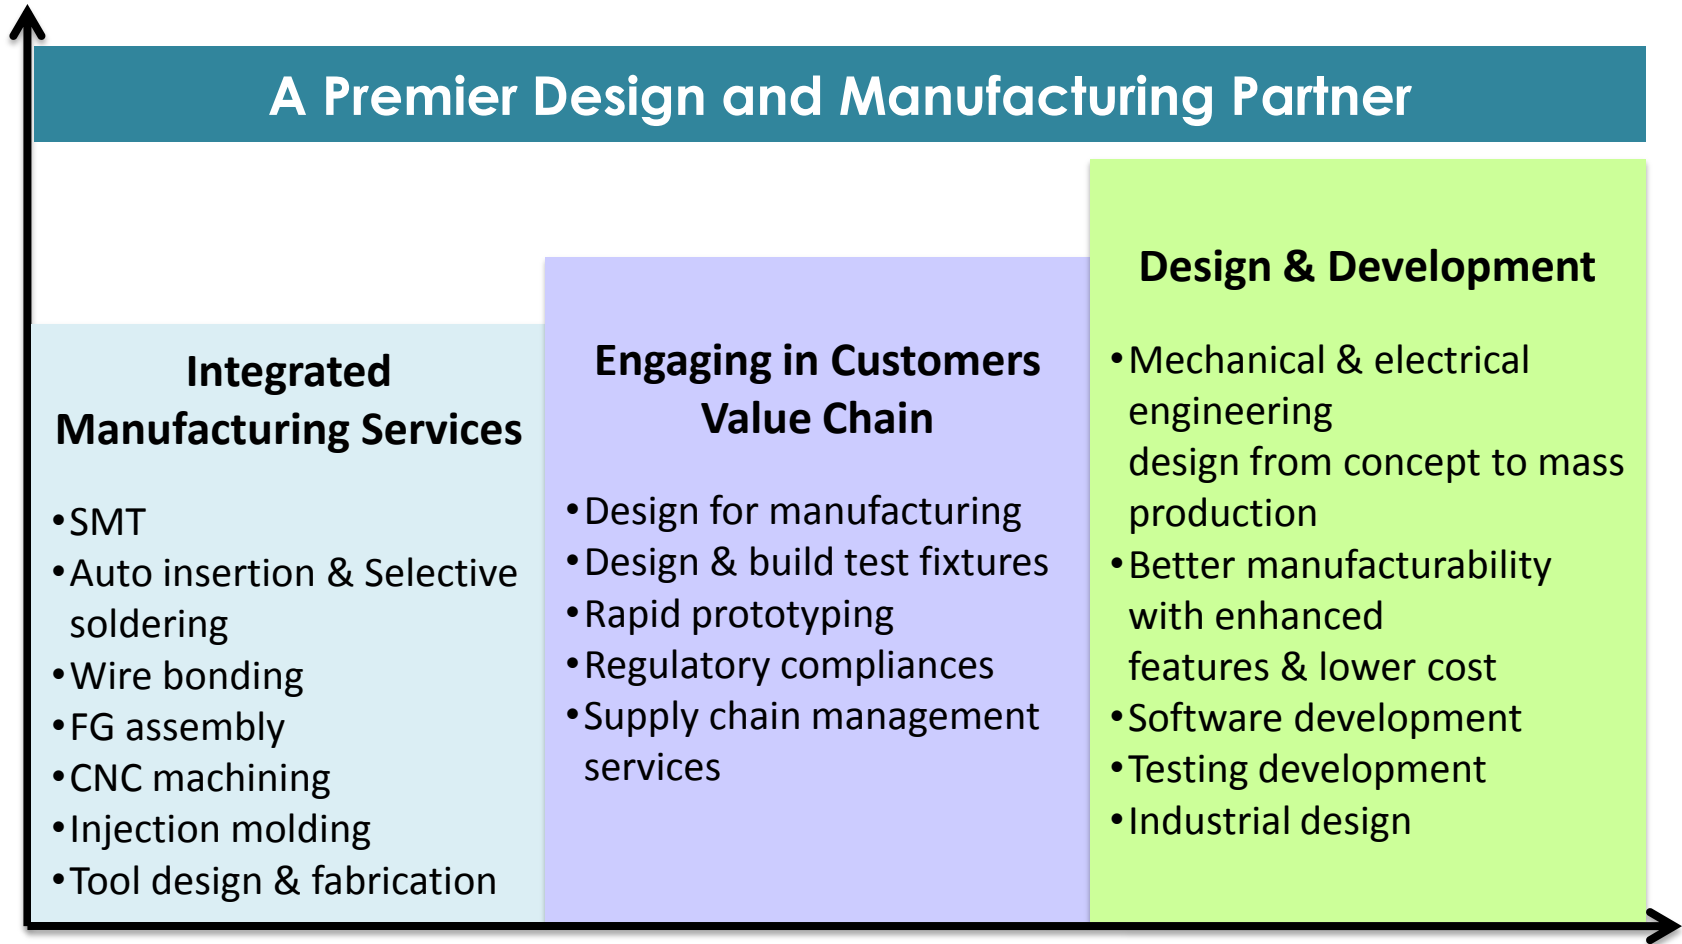 A Premier Design and Manufacturing Partner
Integrated
Manufacturing Services
•SMT
•Auto insertion & Selective
soldering
•Wire bonding
•FG assembly
•CNC machining
•Injection molding
•Tool design & fabrication
Engaging in Customers
Value Chain
•Design for manufacturing
•Design & build test fixtures
•Rapid prototyping
•Regulatory compliances
•Supply chain management
services
Design & Development
•Mechanical & electrical
engineering
design from concept to mass
production
•Better manufacturability
with enhanced
features & lower cost
•Software development
•Testing development
•Industrial design